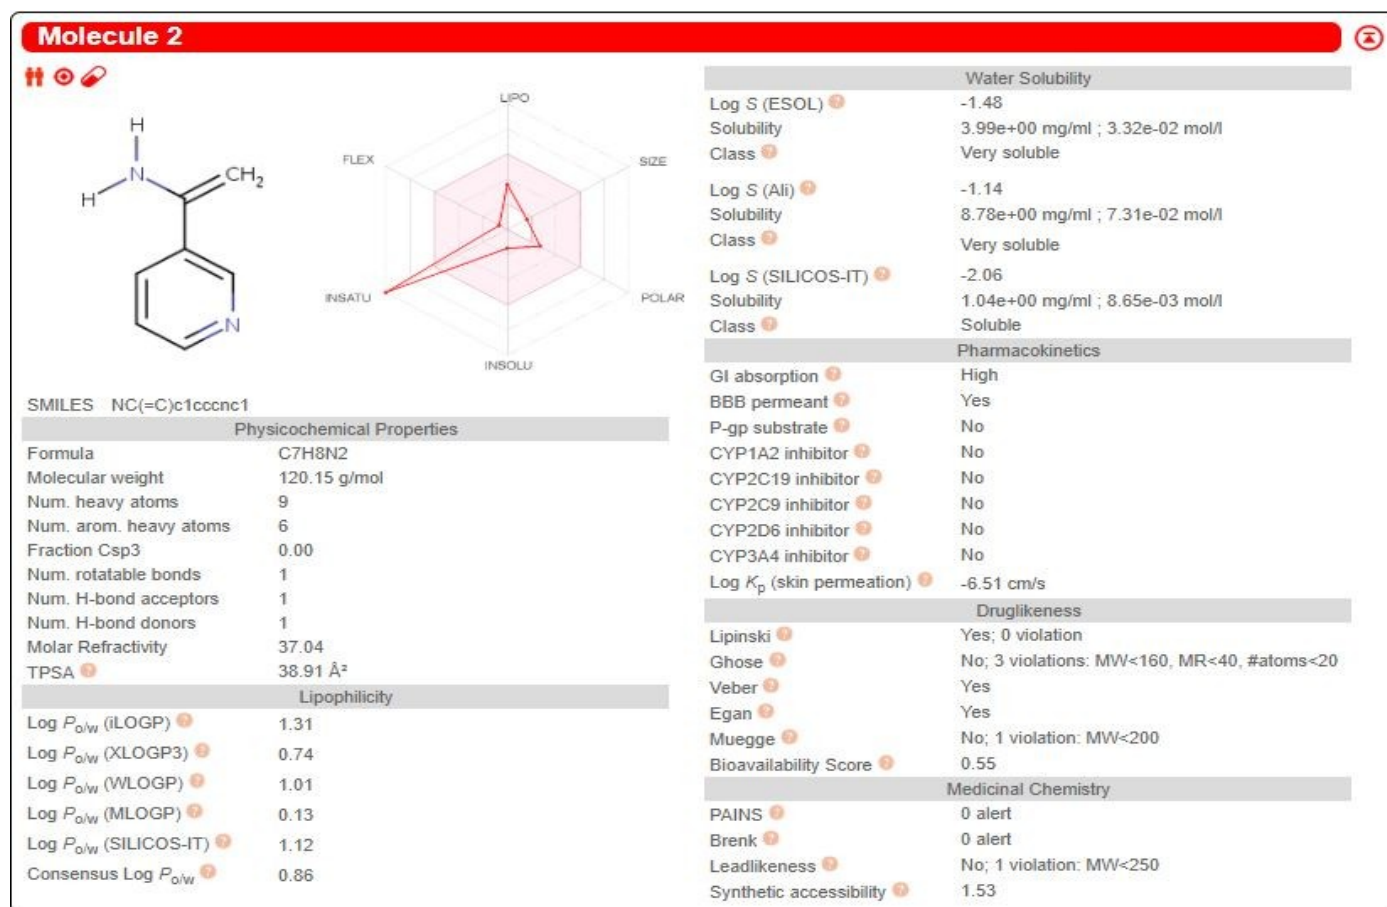 Molecule 2
H
N
H
CH2
N
LIPO
FLEX
SIZE
INSATU
POLAR
INSOLU
SMILES NC(=C)c1cccnc1
Physicochemical Properties
Formula C7H8N2
Molecular weight 120.15 g/mol
Num. heavy atoms 9
Num. arom. heavy atoms 6
Fraction Csp3 0.00
Num. rotatable bonds 1
Num. H-bond acceptors 1
Num. H-bond donors 1
Molar Refractivity 37.04
TPSA ? 38.91 Å²
Lipophilicity
Log Po/w (iLOGP) ? 1.31
Log Po/w (XLOGP3) ? 0.74
Log Po/w (WLOGP) ? 1.01
Log Po/w (MLOGP) ? 0.13
Log Po/w (SILICOS-IT) ? 1.12
Consensus Log Po/w ? 0.86
Water Solubility
Log S (ESOL) ? -1.48
Solubility 3.99e+00 mg/ml ; 3.32e-02 mol/l
Class ? Very soluble
Log S (Ali) ? -1.14
Solubility 8.78e+00 mg/ml ; 7.31e-02 mol/l
Class ? Very soluble
Log S (SILICOS-IT) ? -2.06
Solubility 1.04e+00 mg/ml ; 8.65e-03 mol/l
Class ? Soluble
Pharmacokinetics
GI absorption ? High
BBB permeant ? Yes
P-gp substrate ? No
CYP1A2 inhibitor ? No
CYP2C19 inhibitor ? No
CYP2C9 inhibitor ? No
CYP2D6 inhibitor ? No
CYP3A4 inhibitor ? No
Log Kp (skin permeation) ? -6.51 cm/s
Druglikeness
Lipinski ? Yes; 0 violation
Ghose ? No; 3 violations: MW<160, MR<40, #atoms<20
Veber ? Yes
Egan ? Yes
Muegge ? No; 1 violation: MW<200
Bioavailability Score ? 0.55
Medicinal Chemistry
PAINS ? 0 alert
Brenk ? 0 alert
Leadlikeness ? No; 1 violation: MW<250
Synthetic accessibility ? 1.53